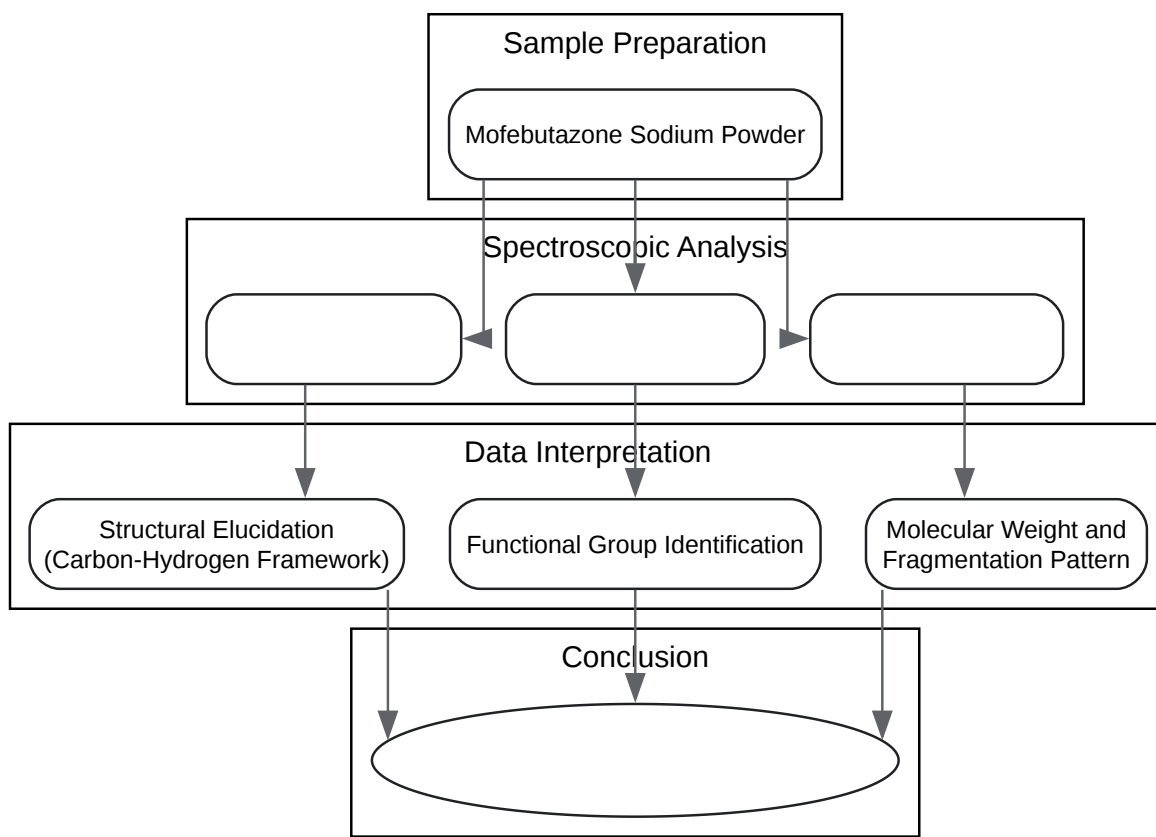 Sample Preparation
Mofebutazone Sodium Powder
Spectroscopic Analysis
Data Interpretation
Structural Elucidation
(Carbon-Hydrogen Framework)
Functional Group Identification
Molecular Weight and
Fragmentation Pattern
Conclusion